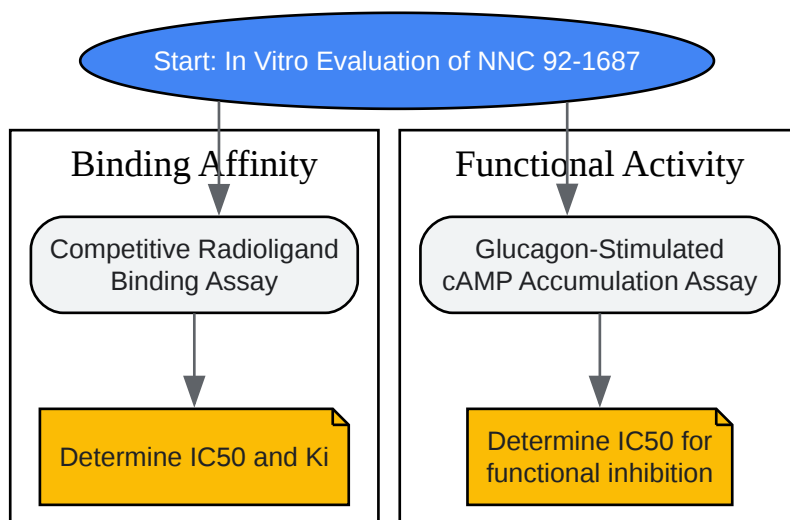 Start: In Vitro Evaluation of NNC 92-1687
Binding Affinity
Competitive Radioligand
Binding Assay
Determine IC50 and Ki
Functional Activity
Glucagon-Stimulated
cAMP Accumulation Assay
Determine IC50 for
functional inhibition